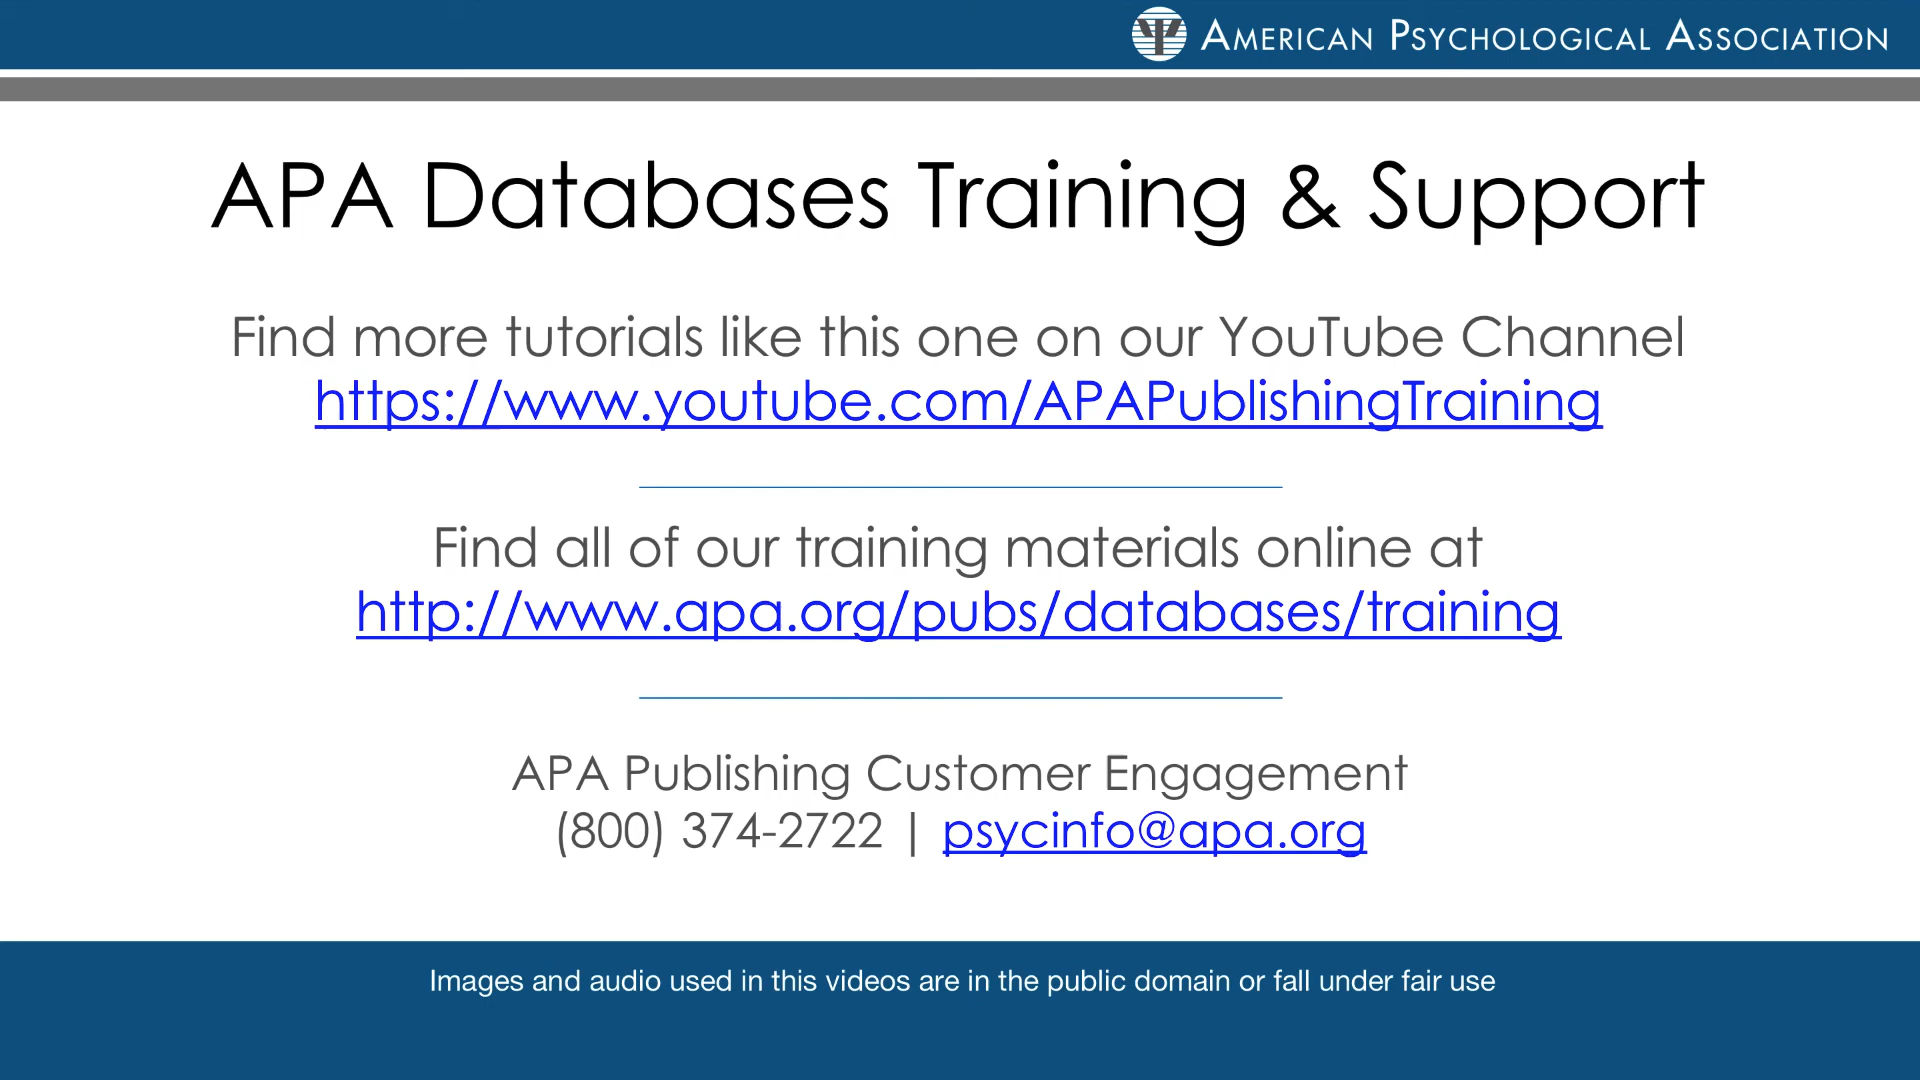 AMERICAN PSYCHOLOGICAL ASSOCIATION
APA Databases Training & Support
Find more tutorials like this one on our YouTube Channel
https://www.youtube.com/APAPublishingTraining
Find all of our training materials online at
http://www.apa.org/pubs/databases/training
APA Publishing Customer Engagement
(800) 374-2722 | psycinfo@apa.org
Images and audio used in this videos are in the public domain or fall under fair use